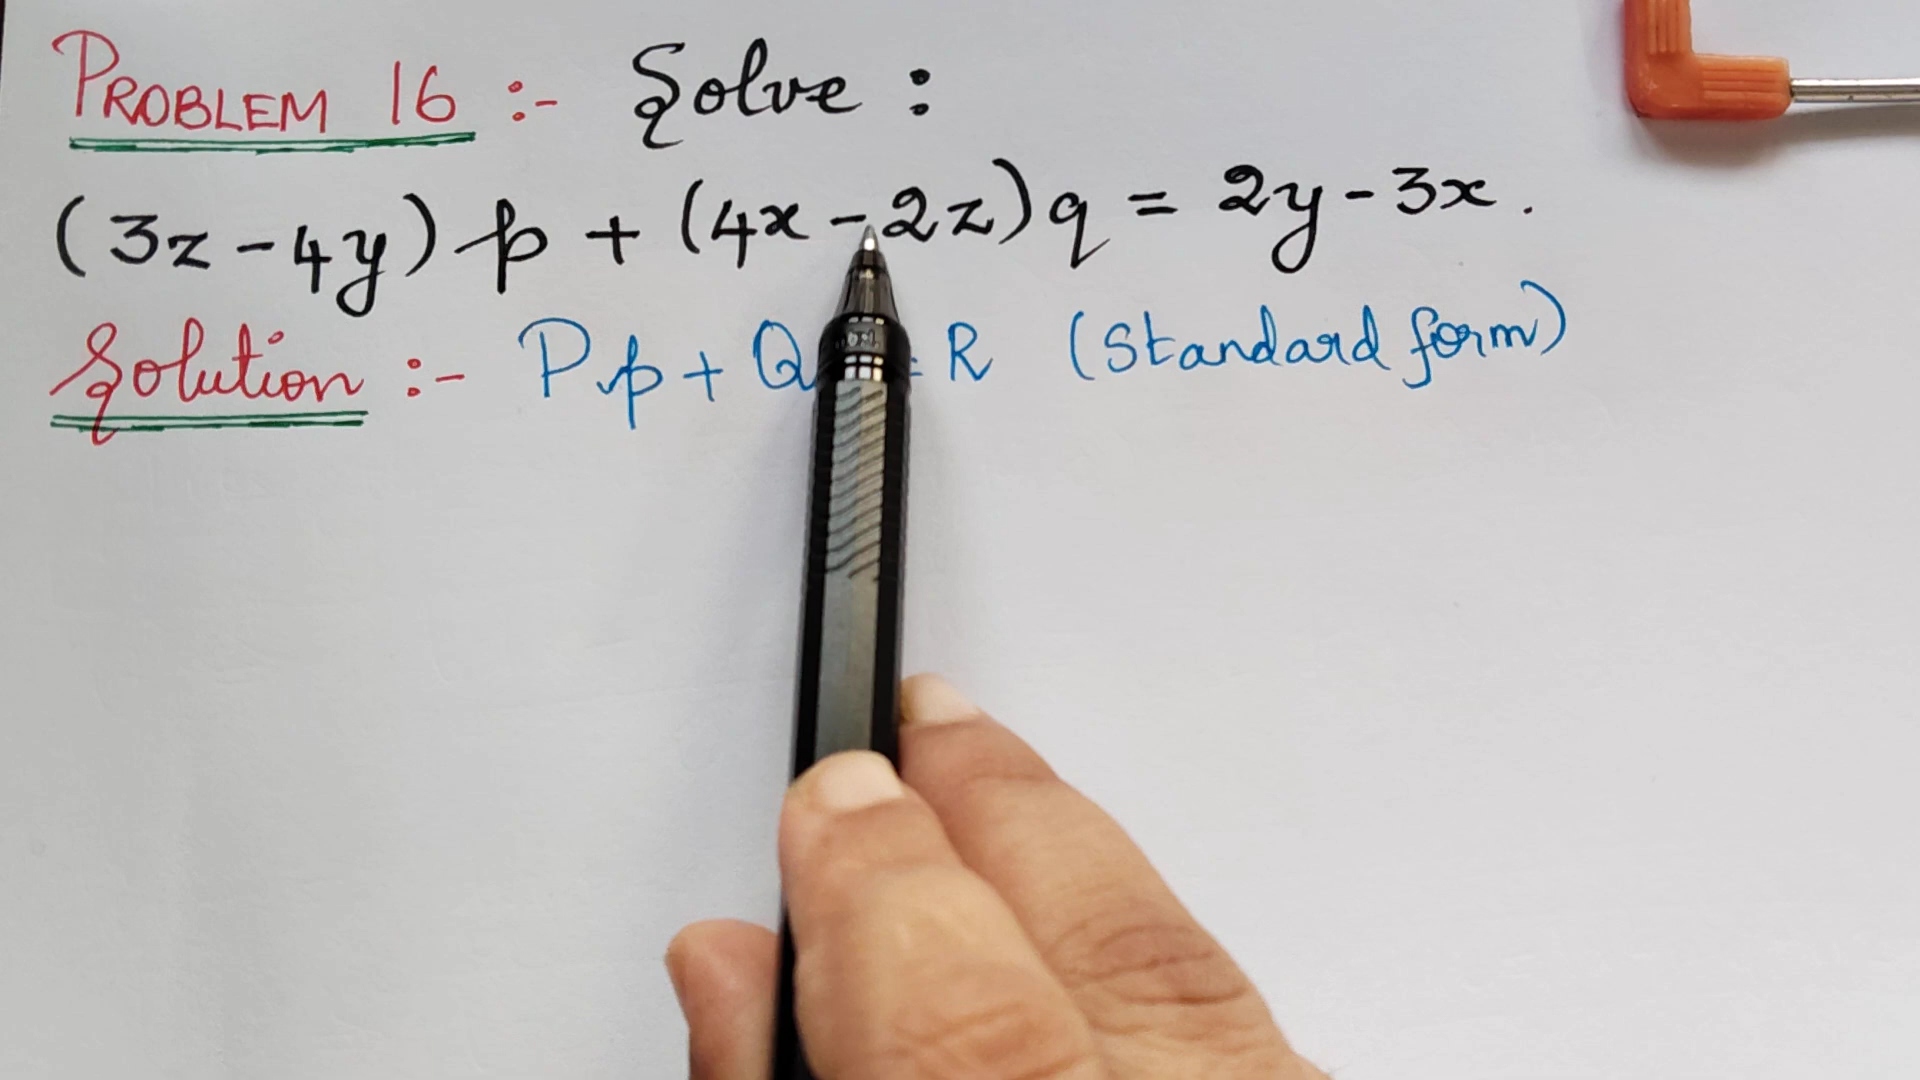 PROBLEM 16 :- Solve :
(3z - 4y) p + (4x - 2z) q = 2y - 3x .
Solution :- Pp + Q = R (Standard form)